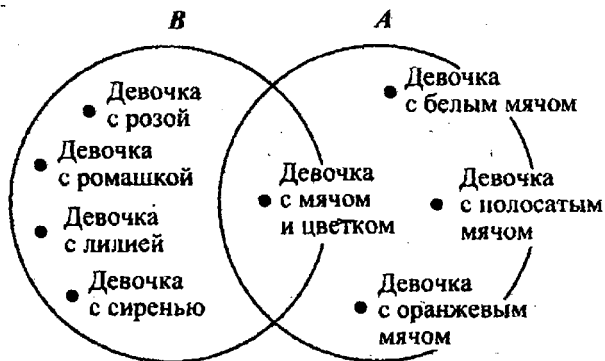 B
A
Девочка
с розой
Девочка
с ромашкой
Девочка
с лилией
Девочка
с сиренью
Девочка
с мячом
и цветком
Девочка
с белым мячом
Девочка
с полосатым
мячом
Девочка
с оранжевым
мячом